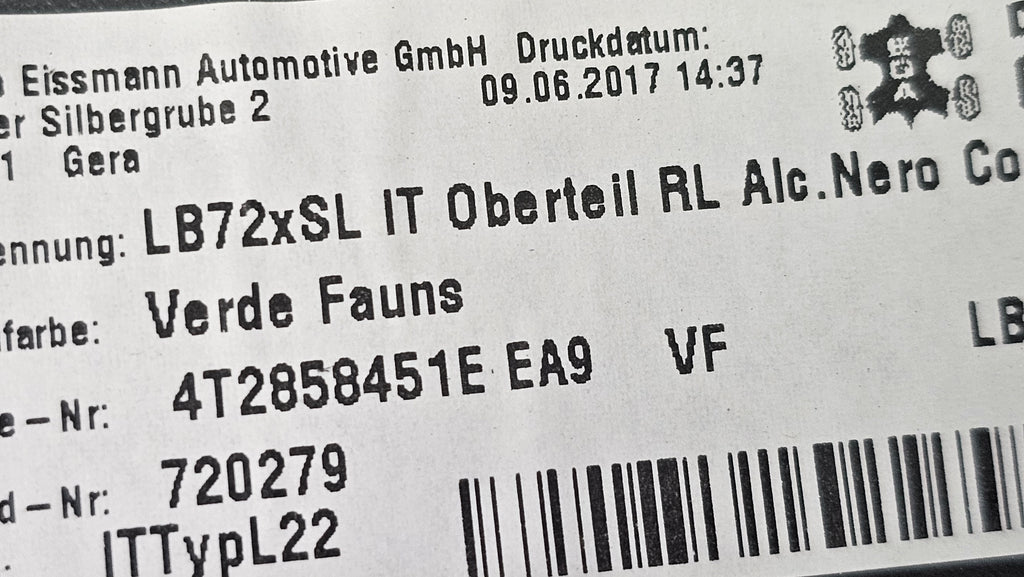 Eissmann Automotive GmbH Druckdatum:
er Silbergrube 2 09.06.2017 14:37
1 Gera
ennung: LB72xSL IT Oberteil RL Alc.Nero Co
farbe: Verde Fauns
e-Nr: 4T2858451E EA9 VF LB
d-Nr: 720279
ITTypL22